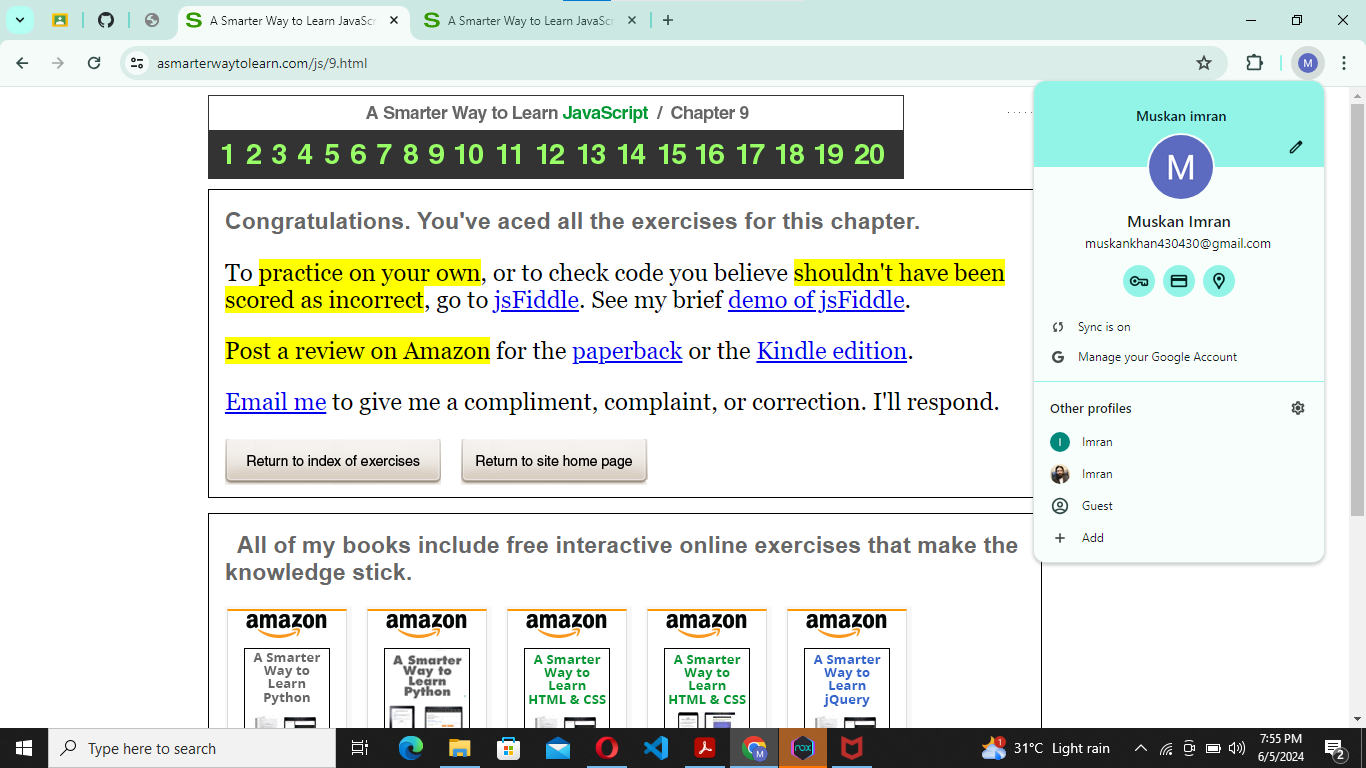 A Smarter Way to Learn JavaScri
A Smarter Way to Learn JavaScri
asmarterwaytolearn.com/js/9.html
M
A Smarter Way to Learn JavaScript / Chapter 9
1 2 3 4 5 6 7 8 9 10 11 12 13 14 15 16 17 18 19 20
Congratulations. You've aced all the exercises for this chapter.
To practice on your own, or to check code you believe shouldn't have been
scored as incorrect, go to jsFiddle. See my brief demo of jsFiddle.
Post a review on Amazon for the paperback or the Kindle edition.
Email me to give me a compliment, complaint, or correction. I'll respond.
Return to index of exercises
Return to site home page
All of my books include free interactive online exercises that make the
knowledge stick.
amazon
A Smarter
Way to
Learn
Python
amazon
A Smarter
Way to
Learn
Python
amazon
A Smarter
Way to
Learn
HTML & CSS
amazon
A Smarter
Way to
Learn
HTML & CSS
amazon
A Smarter
Way to
Learn
jQuery
Muskan imran
M
Muskan Imran
muskankhan430430@gmail.com
Sync is on
G Manage your Google Account
Other profiles
I Imran
Imran
Guest
Add
Type here to search
M
nox
1
31°C Light rain
7:55 PM
6/5/2024
2